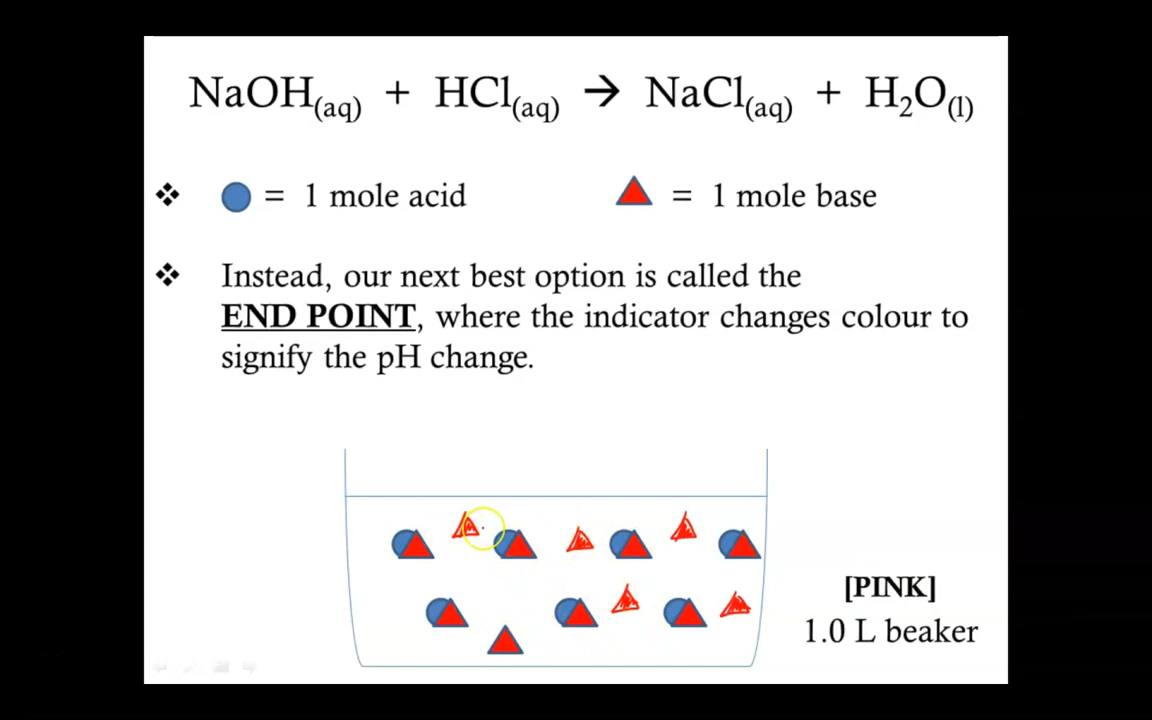 NaOH(aq) + HCl(aq) → NaCl(aq) + H₂O(l)
❖ = 1 mole acid = 1 mole base
❖ Instead, our next best option is called the
END POINT, where the indicator changes colour to
signify the pH change.
[PINK]
1.0 L beaker